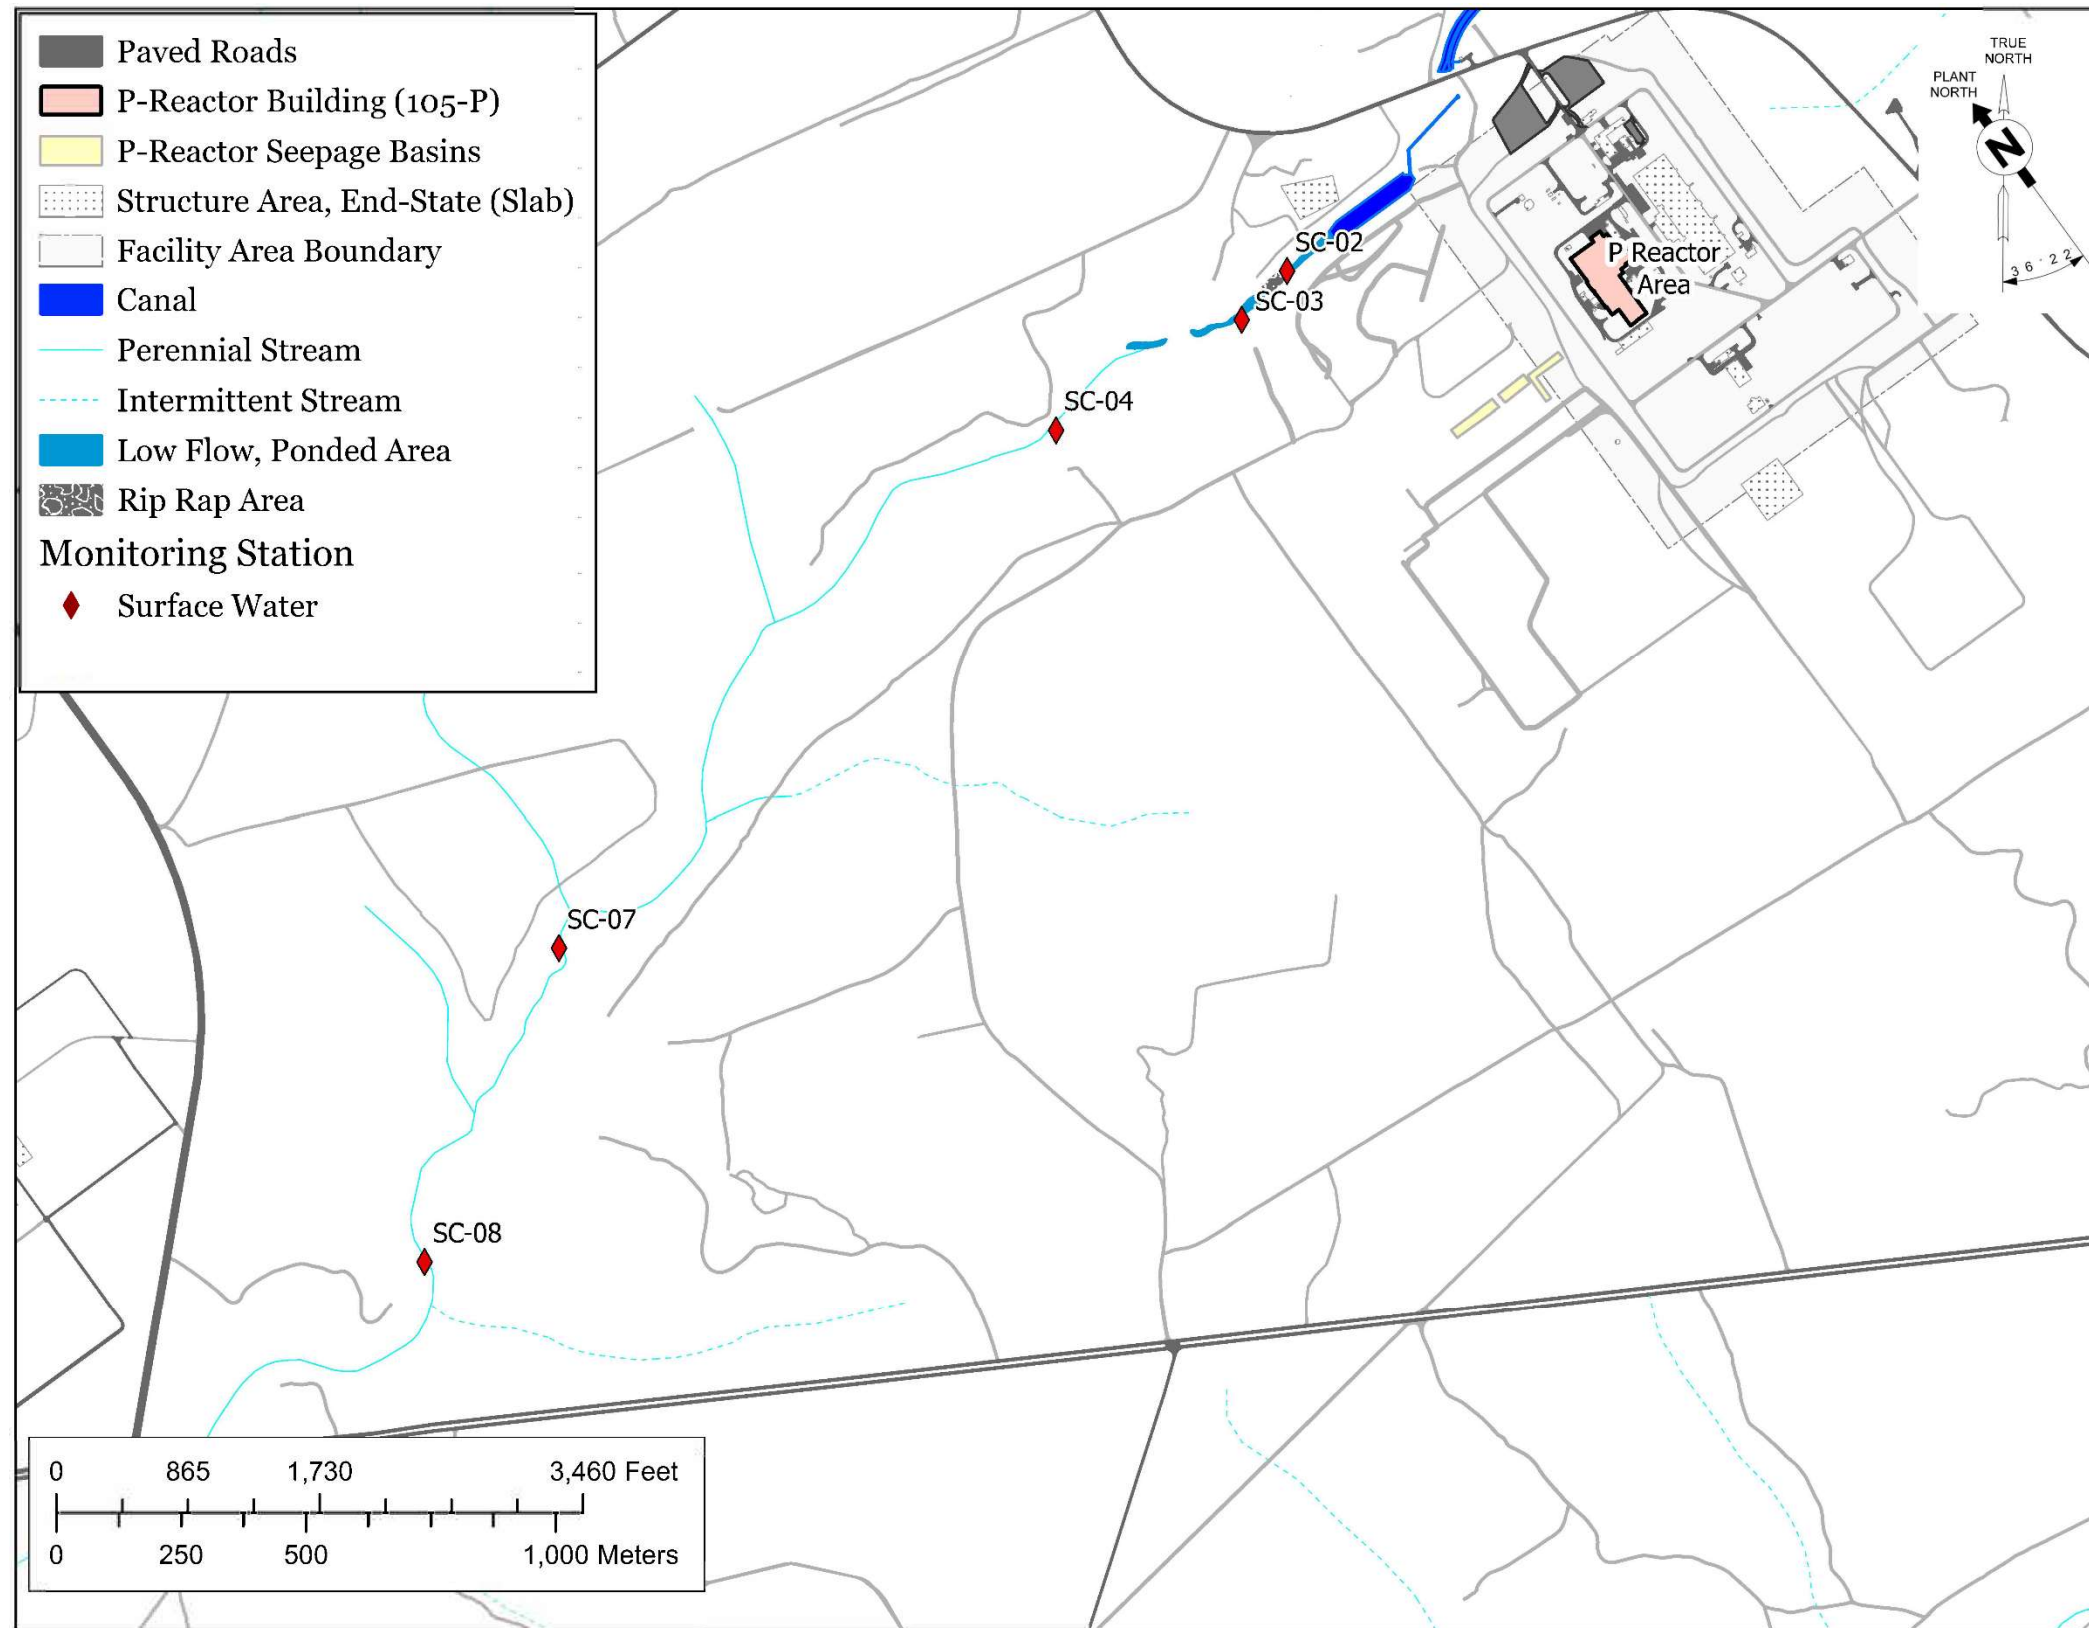 Paved Roads
P-Reactor Building (105-P)
P-Reactor Seepage Basins
Structure Area, End-State (Slab)
Facility Area Boundary
Canal
Perennial Stream
Intermittent Stream
Low Flow, Ponded Area
Rip Rap Area
Monitoring Station
Surface Water
TRUE
NORTH
PLANT
NORTH
N
36°22'
P Reactor
Area
SC-02
SC-03
SC-04
SC-07
SC-08
0 865 1,730 3,460 Feet
0 250 500 1,000 Meters